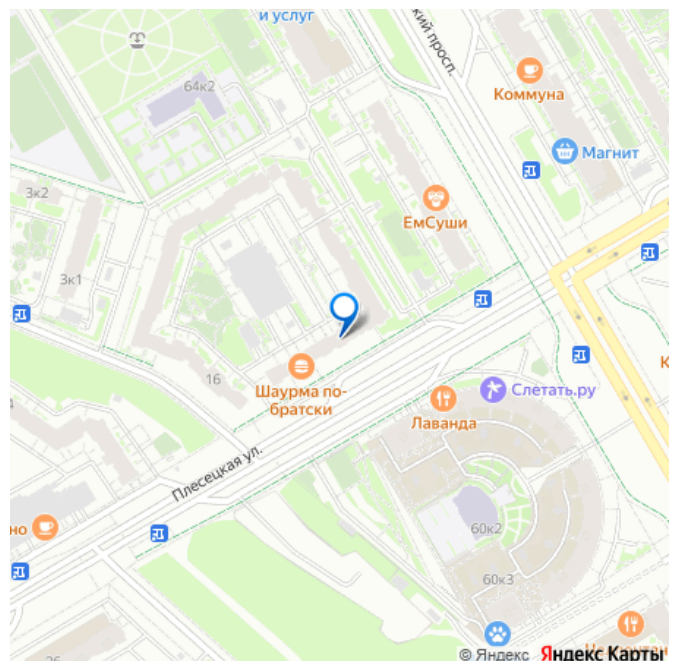 и услуг
кий просп.
64к2
Коммуна
Магнит
3к2
ЕмСуши
3к1
16
Шаурма по-
братски
Слетать.ру
Лаванда
К
Плесецкая ул.
но
60к2
60к3
© Яндекс Яндекс Карты